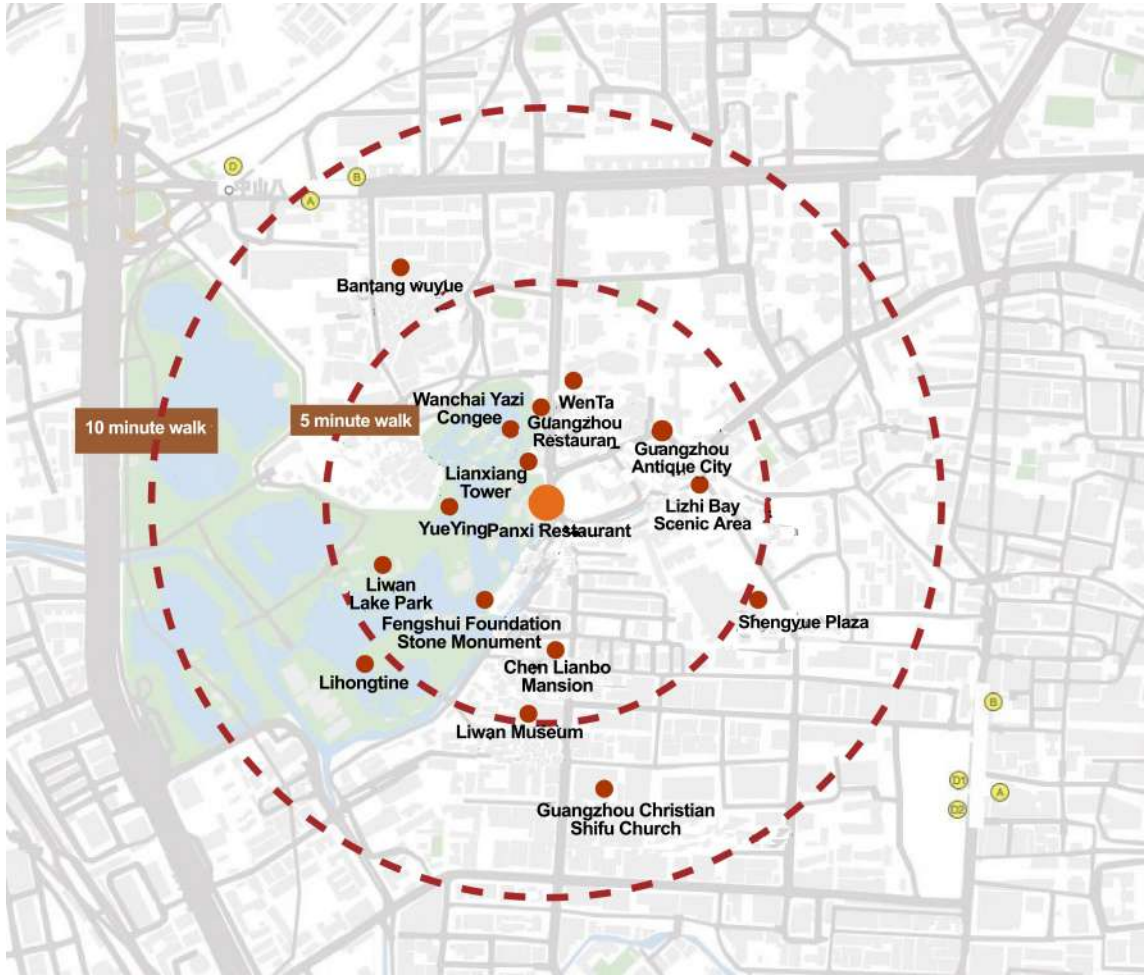 D
B
A
Bantang wuyue
10 minute walk
5 minute walk
Wanchai Yazi
Congee
WenTa
Guangzhou
Restauran
Guangzhou
Antique City
Lianxiang
Tower
Lizhi Bay
Scenic Area
YueYing
Panxi Restaurant
Liwan
Lake Park
Fengshui Foundation
Stone Monument
Shengyue Plaza
Chen Lianbo
Mansion
Lihongtine
Liwan Museum
B
D1
A
D2
Guangzhou Christian
Shifu Church